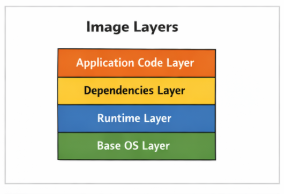 Image Layers
Application Code Layer
Dependencies Layer
Runtime Layer
Base OS Layer